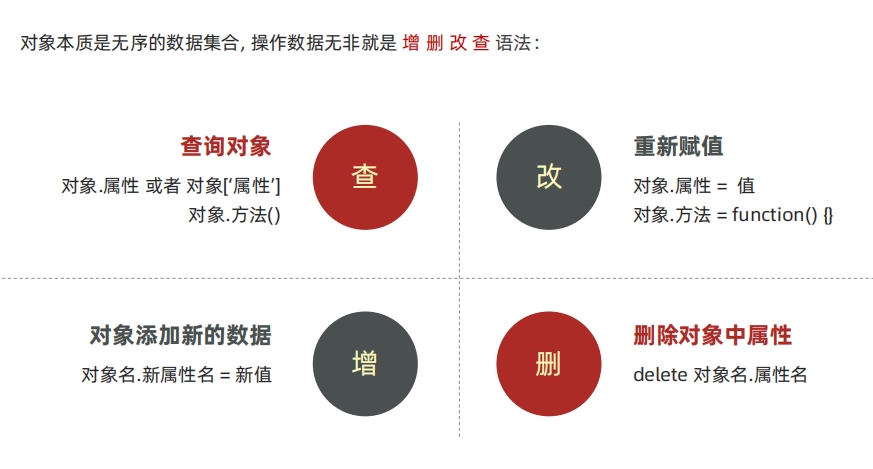 对象本质是无序的数据集合, 操作数据无非就是 增 删 改 查 语法：
查询对象
对象.属性 或者 对象[‘属性’]
对象.方法()
查
改
重新赋值
对象.属性 = 值
对象.方法 = function() {}
对象添加新的数据
对象名.新属性名 = 新值
增
删
删除对象中属性
delete 对象名.属性名